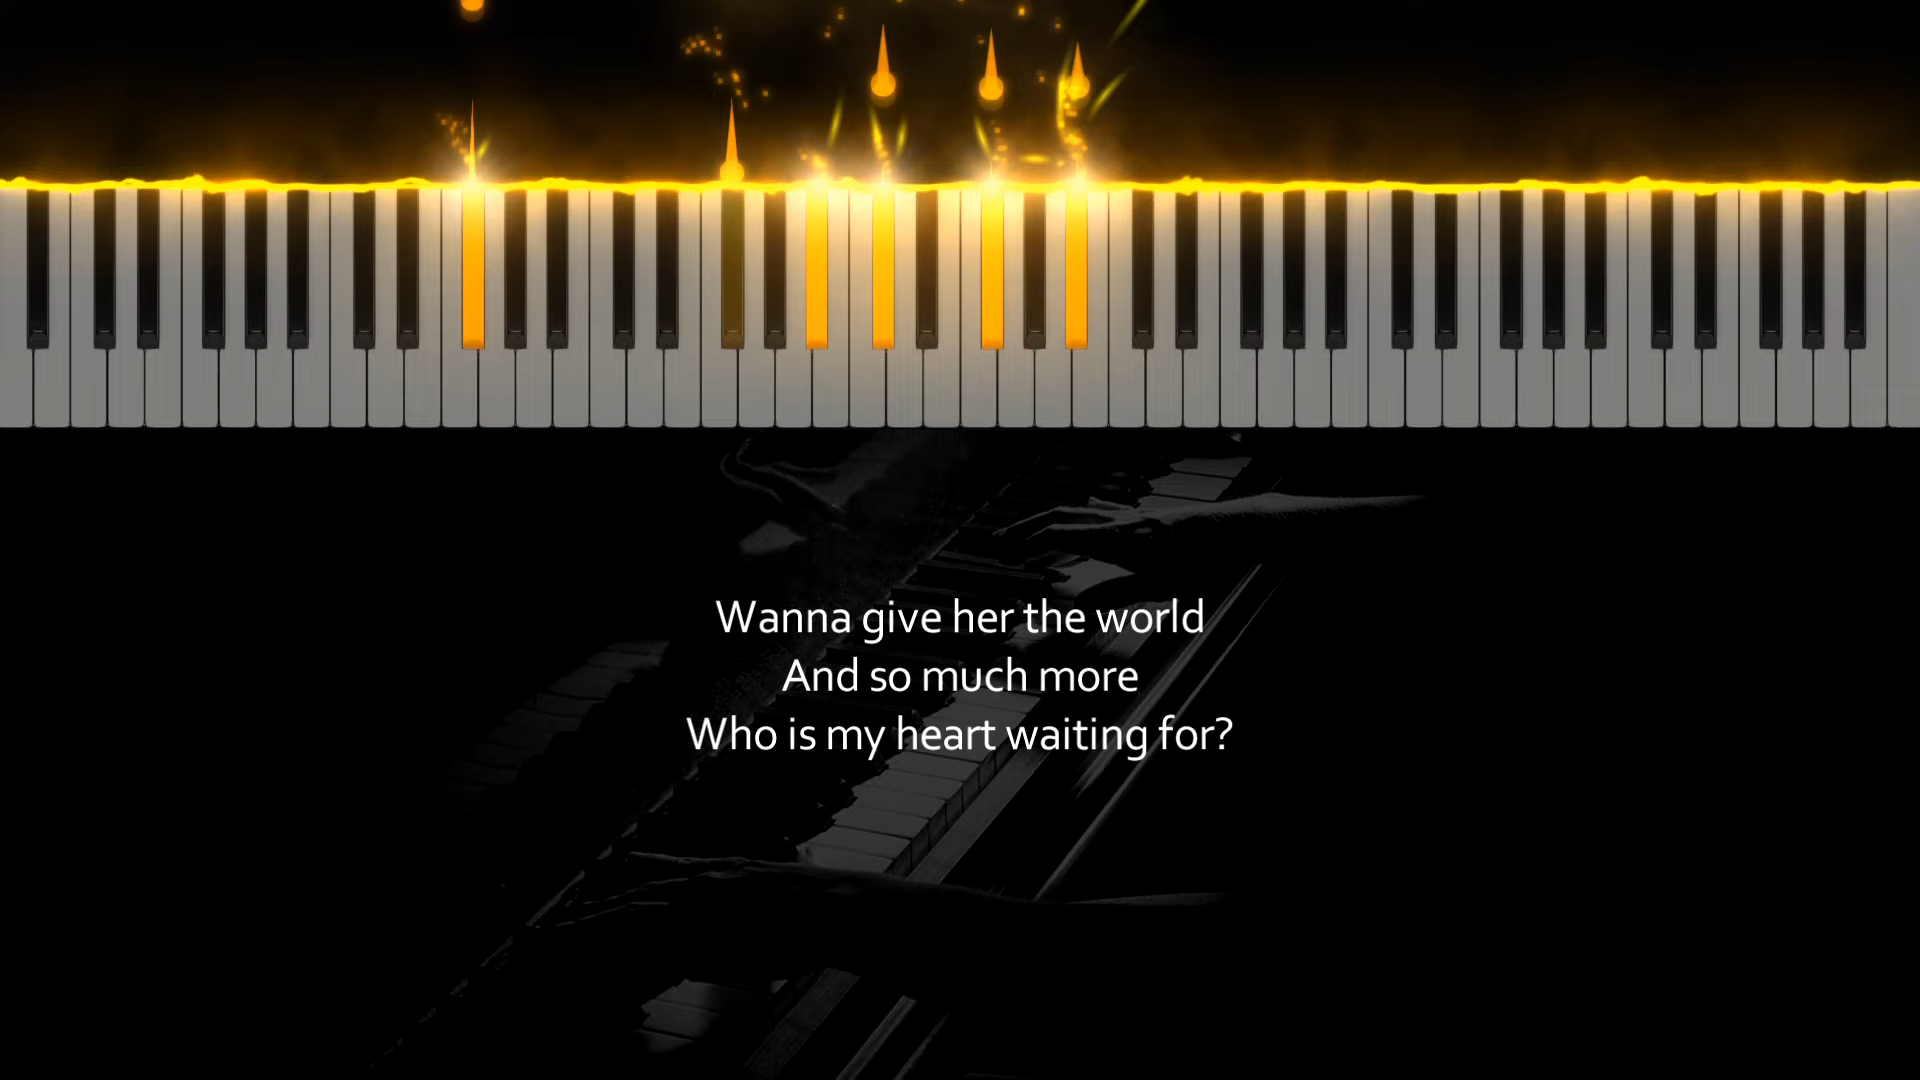 Wanna give her the world
And so much more
Who is my heart waiting for?